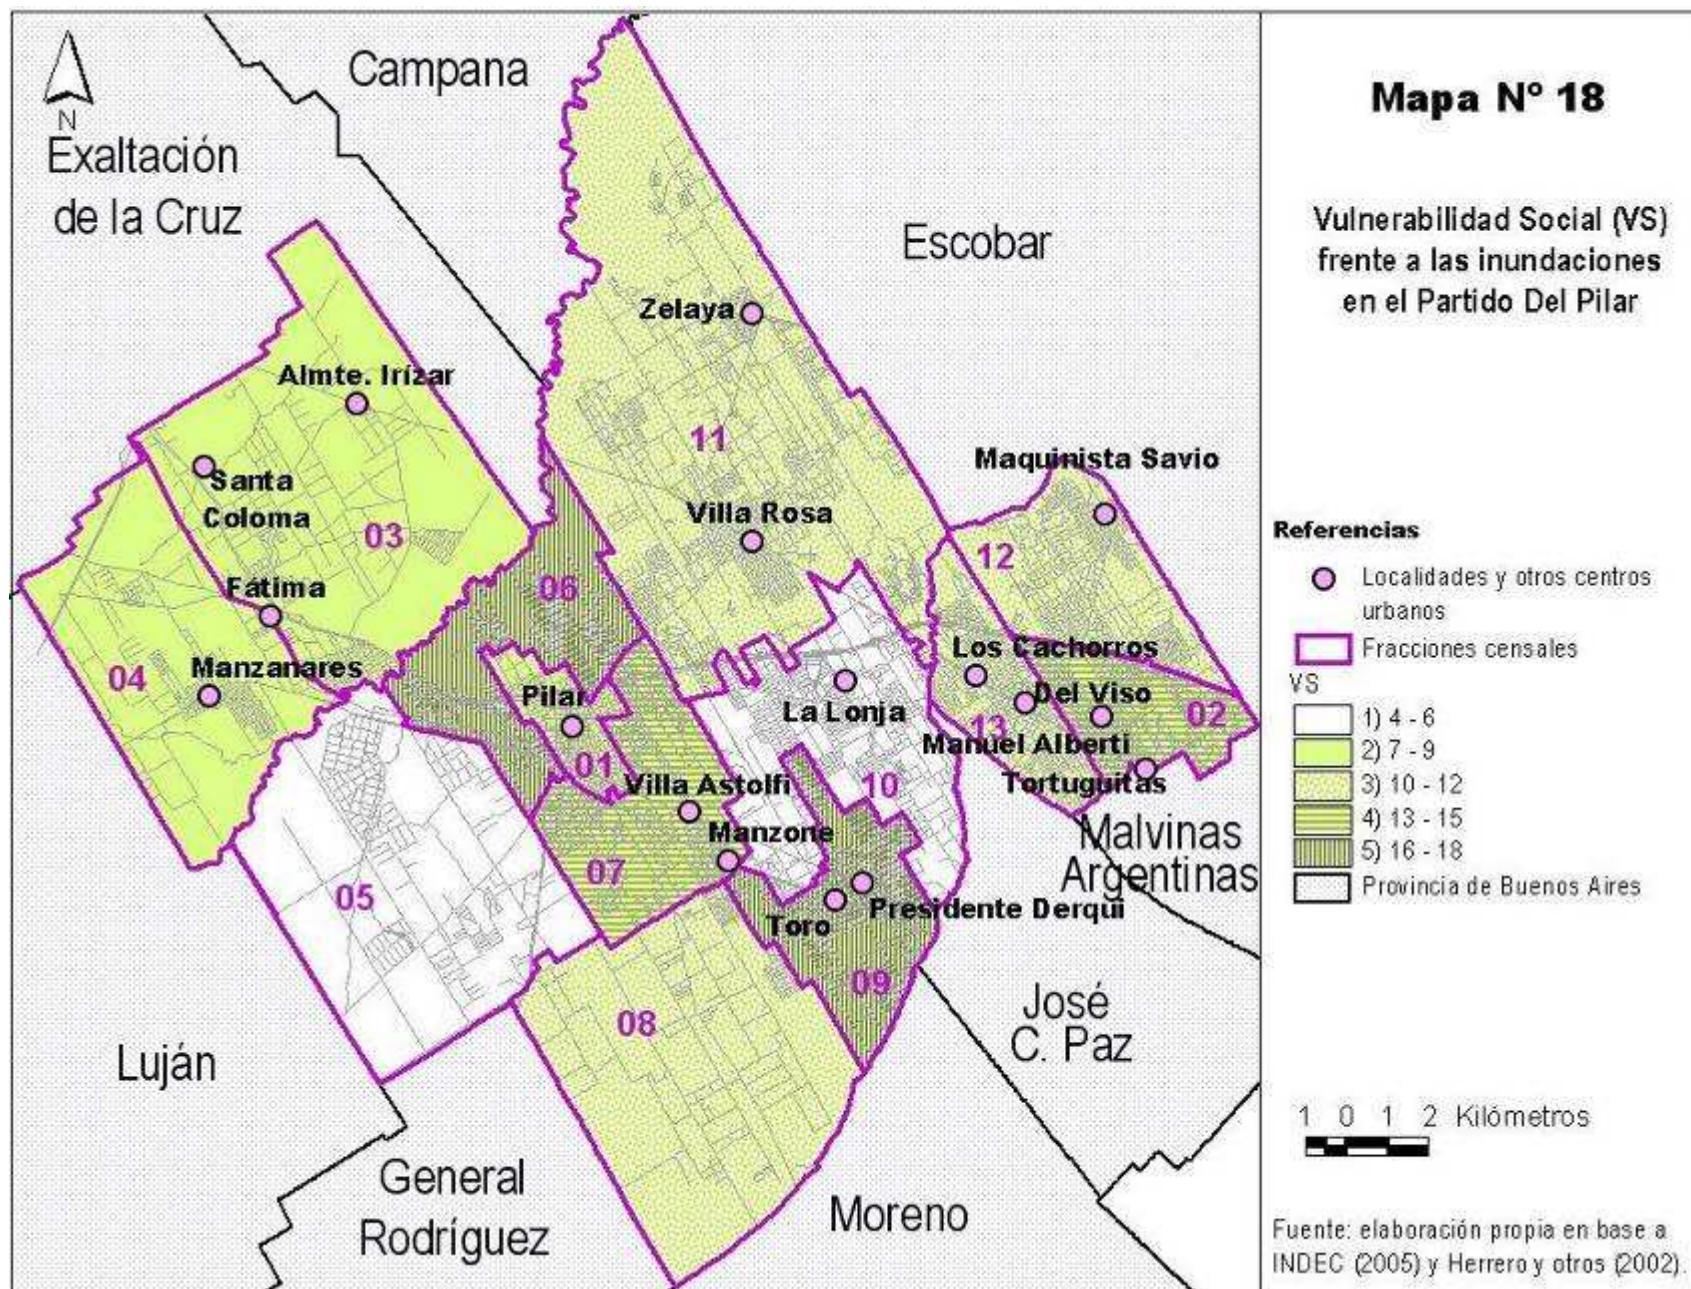 Mapa Nº 18
Vulnerabilidad Social (VS)
frente a las inundaciones
en el Partido Del Pilar
N
Campana
Exaltación
de la Cruz
Escobar
Zelaya
Almte. Irízar
11
Maquinista Savio
Santa
Coloma
03
Villa Rosa
12
06
Fátima
04
Manzanares
Los Cachorros
Pilar
La Lonja
Del Viso
02
13
Manuel Alberti
01
Villa Astolfi
10
Tortuguitas
Manzone
Malvinas
Argentinas
07
05
Toro
Presidente Derqui
09
08
José
C. Paz
Luján
General
Rodríguez
Moreno
Referencias
Localidades y otros centros
urbanos
Fracciones censales
VS
1) 4 - 6
2) 7 - 9
3) 10 - 12
4) 13 - 15
5) 16 - 18
Provincia de Buenos Aires
1 0 1 2 Kilómetros
Fuente: elaboración propia en base a
INDEC (2005) y Herrero y otros (2002).